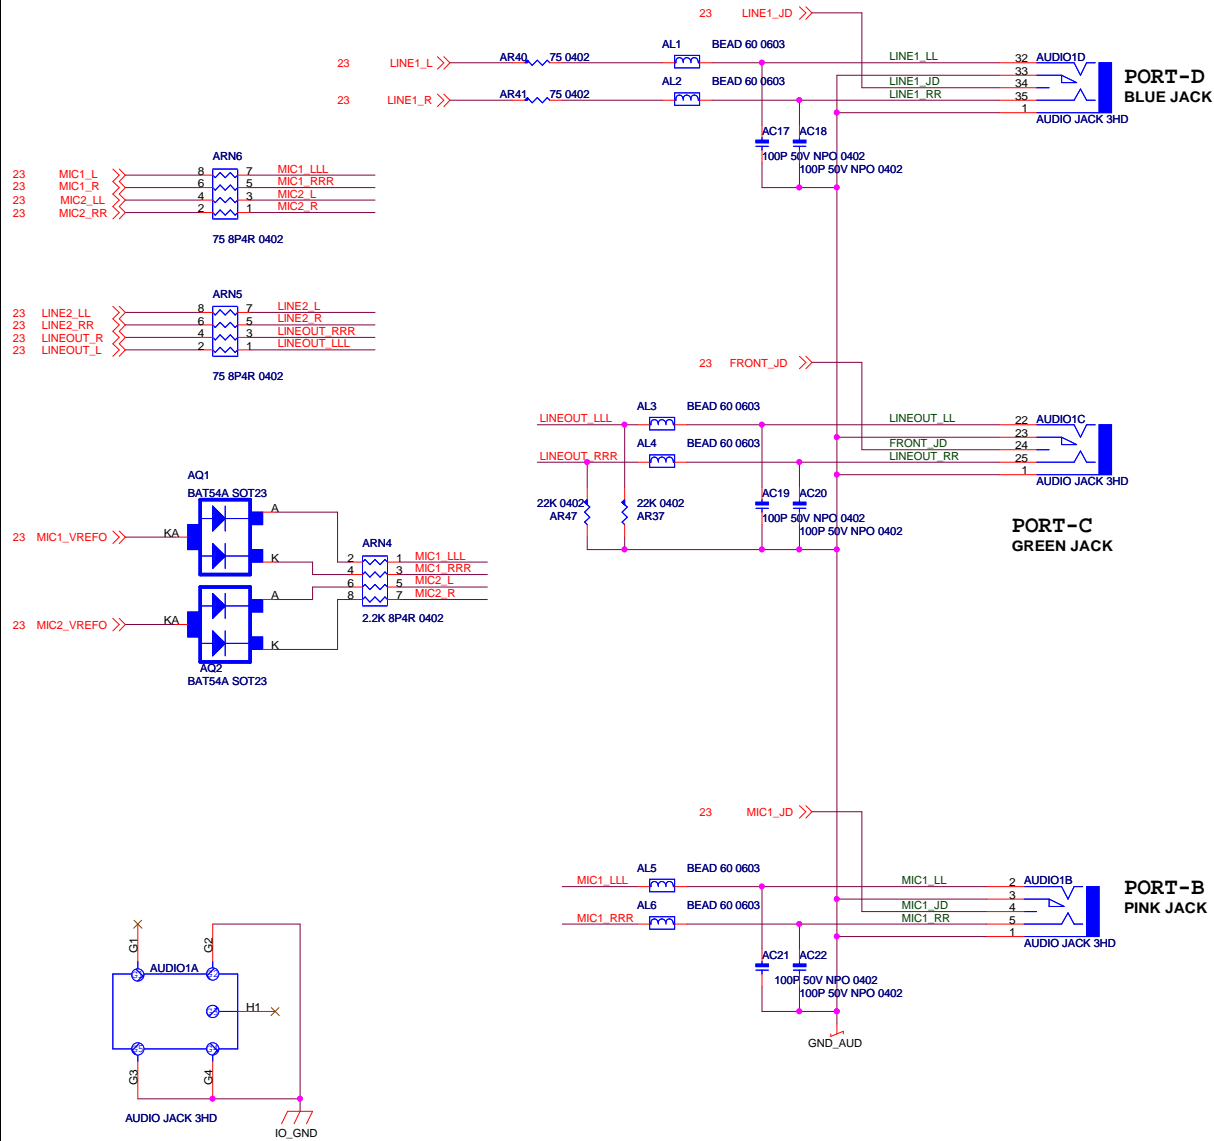 23 LINE1_JD
AL1 BEAD 60 0603
23 LINE1_L AR40 75 0402 LINE1_LL 32 AUDIO1D
33
AL2 BEAD 60 0603 LINE1_JD 34
23 LINE1_R AR41 75 0402 LINE1_RR 35
1
AUDIO JACK 3HD
PORT-D
BLUE JACK
AC17 AC18
100P 50V NPO 0402
100P 50V NPO 0402
ARN6
23 MIC1_L 8 7 MIC1_LLL
23 MIC1_R 6 5 MIC1_RRR
23 MIC2_LL 4 3 MIC2_L
23 MIC2_RR 2 1 MIC2_R
75 8P4R 0402
ARN5
23 LINE2_LL 8 7 LINE2_L
23 LINE2_RR 6 5 LINE2_R
23 LINEOUT_R 4 3 LINEOUT_RRR
23 LINEOUT_L 2 1 LINEOUT_LLL
75 8P4R 0402
23 FRONT_JD
AL3 BEAD 60 0603
LINEOUT_LLL LINEOUT_LL 22 AUDIO1C
23
AL4 BEAD 60 0603 FRONT_JD 24
LINEOUT_RRR LINEOUT_RR 25
1
AUDIO JACK 3HD
22K 0402 22K 0402
AR47 AR37
AC19 AC20
100P 50V NPO 0402
100P 50V NPO 0402
PORT-C
GREEN JACK
AQ1
BAT54A SOT23
A
23 MIC1_VREFO KA
K
ARN4
2 1 MIC1_LLL
4 3 MIC1_RRR
6 5 MIC2_L
8 7 MIC2_R
2.2K 8P4R 0402
A
23 MIC2_VREFO KA
K
AQ2
BAT54A SOT23
23 MIC1_JD
AL5 BEAD 60 0603
MIC1_LLL MIC1_LL 2 AUDIO1B
3
AL6 BEAD 60 0603 MIC1_JD 4
MIC1_RRR MIC1_RR 5
1
AUDIO JACK 3HD
PORT-B
PINK JACK
AC21 AC22
100P 50V NPO 0402
100P 50V NPO 0402
GND_AUD
G1 G2
AUDIO1A
H1
G3 G4
AUDIO JACK 3HD
IO_GND